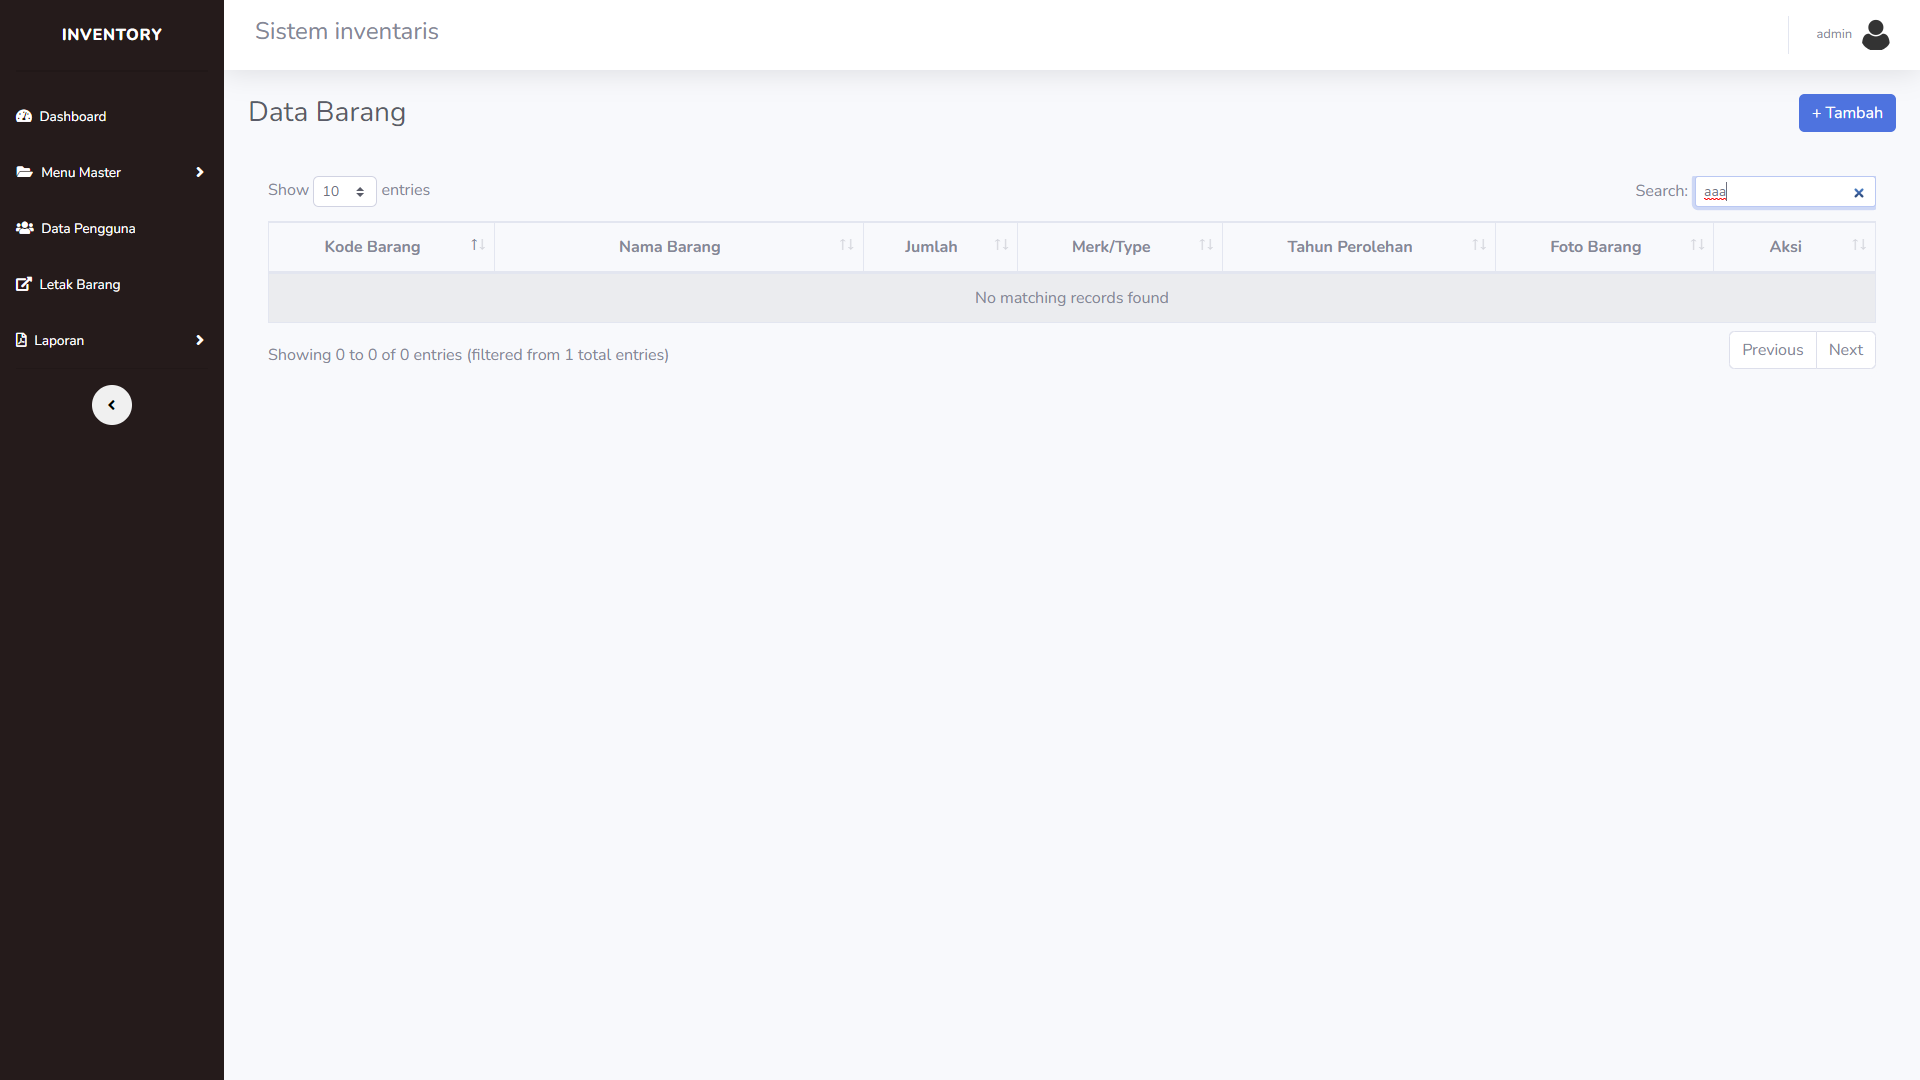 INVENTORY
Sistem inventaris
admin
Dashboard
Menu Master
Data Pengguna
Letak Barang
Laporan
Data Barang
+ Tambah
Show 10 entries
Search: aaa
Kode Barang Nama Barang Jumlah Merk/Type Tahun Perolehan Foto Barang Aksi
No matching records found
Showing 0 to 0 of 0 entries (filtered from 1 total entries)
Previous Next